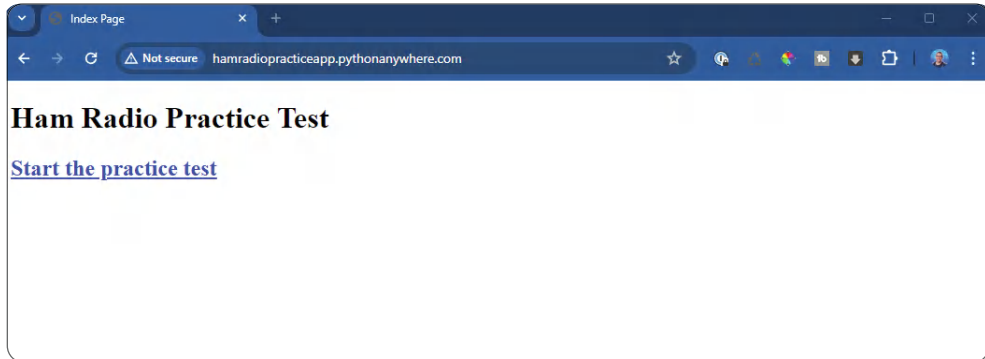 Index Page
Not secure hamradiopracticeapp.pythonanywhere.com
Ham Radio Practice Test
Start the practice test